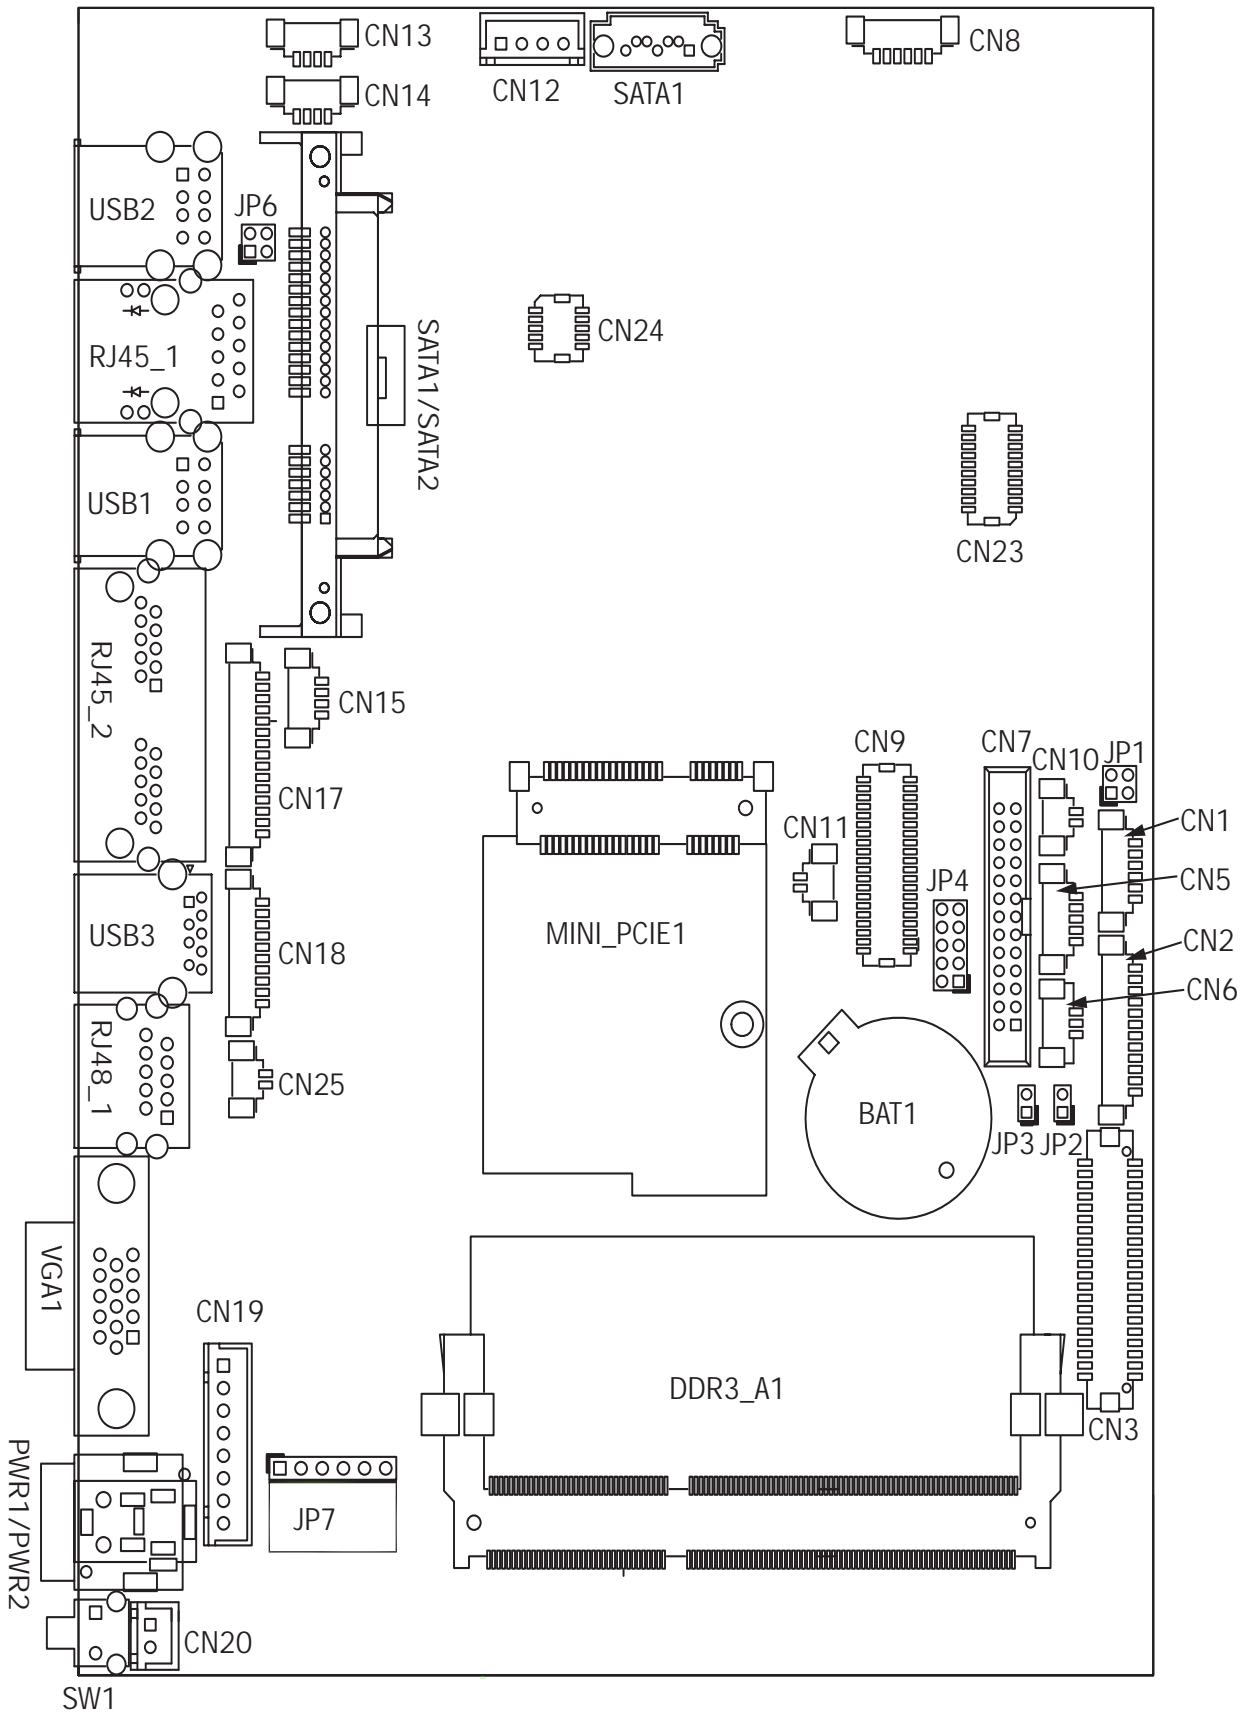 CN13
CN8
CN14
CN12
SATA1
USB2
JP6
SATA1/SATA2
CN24
RJ45_1
USB1
CN23
RJ45_2
CN15
CN9
CN7
CN10
JP1
CN17
CN11
CN1
JP4
CN5
USB3
MINI_PCIE1
CN18
CN2
CN6
RJ48_1
CN25
BAT1
JP3
JP2
VGA1
CN19
DDR3_A1
CN3
PWR1/PWR2
JP7
CN20
SW1